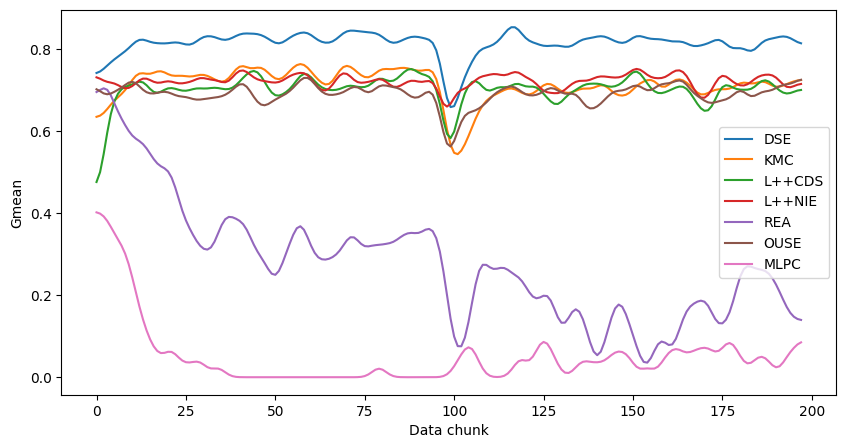 0.8
0.6
0.4
0.2
0.0
Gmean
0
25
50
75
100
125
150
175
200
Data chunk
DSE
KMC
L++CDS
L++NIE
REA
OUSE
MLPC